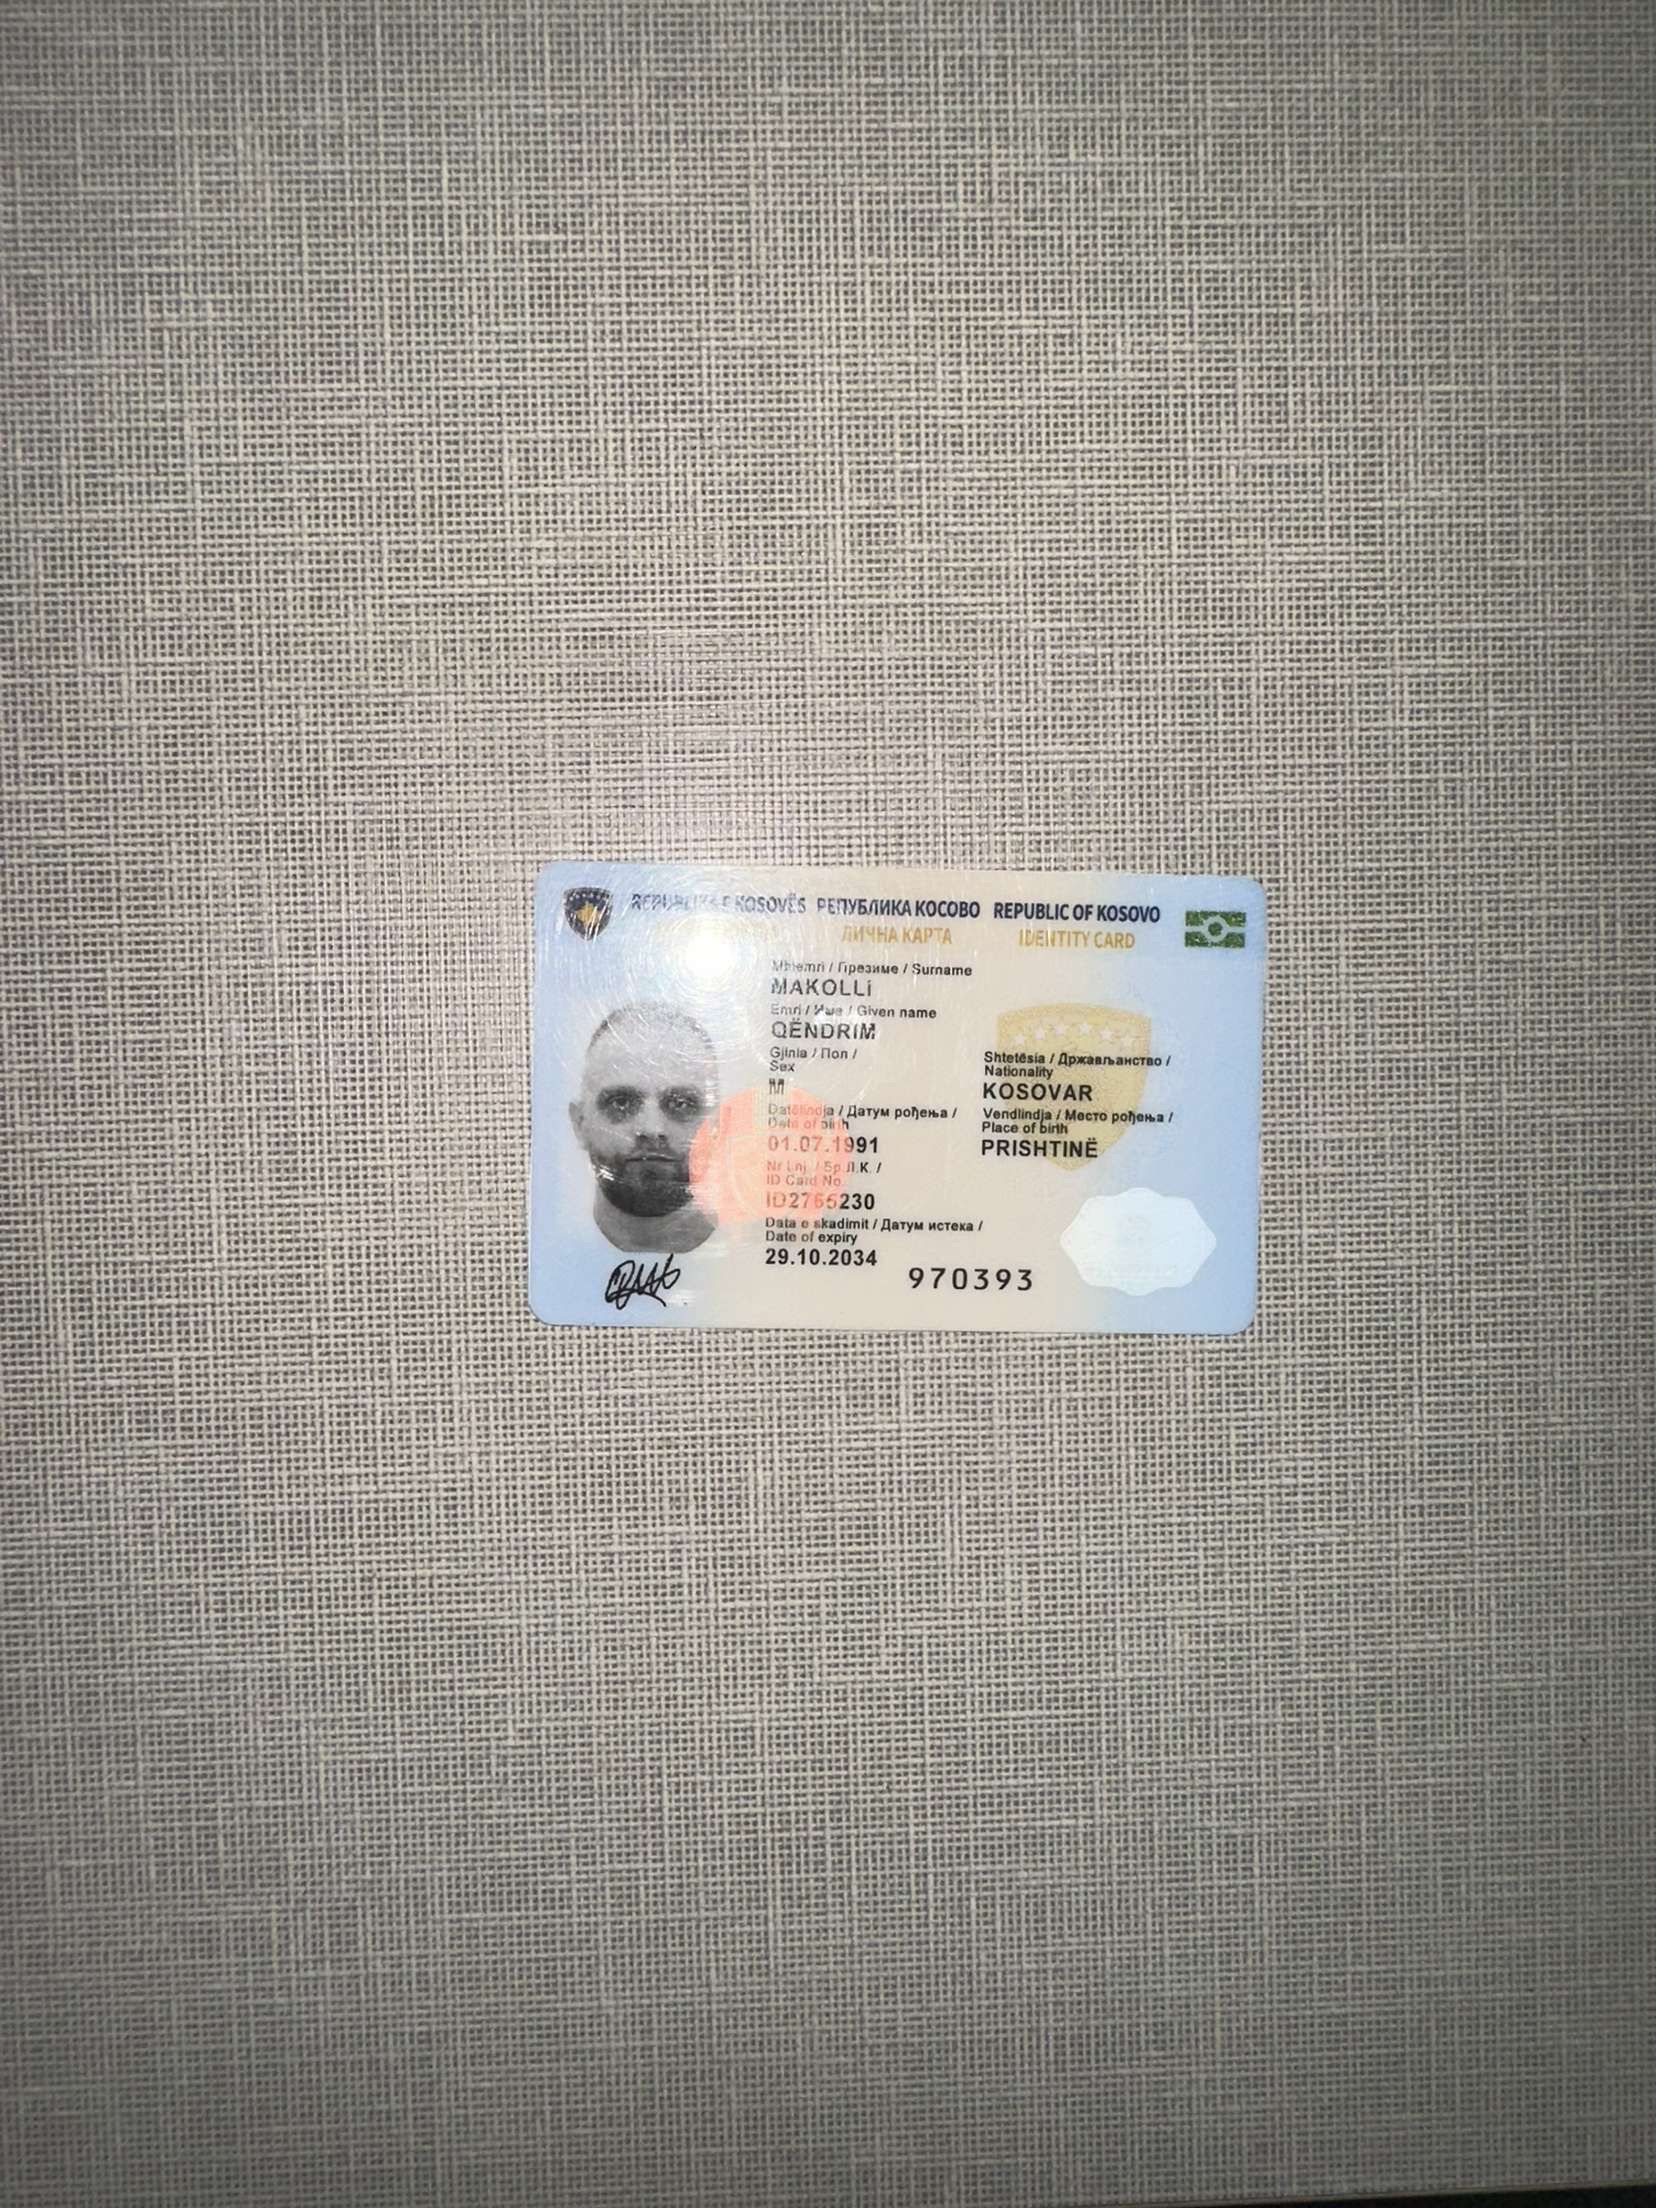 REPUBLIKA E KOSOVËS РЕПУБЛИКА КОСОВО REPUBLIC OF KOSOVO
ЛИЧНА КАРТА IDENTITY CARD
Mbiemri / Презиме / Surname
MAKOLLI
Emri / Име / Given name
QËNDRIM
Gjinia / Пол /
Sex
M
Datëlindja / Датум рођења /
Date of birth
01.07.1991
Nr.Lnj. / Бр.Л.К. /
ID Card No.
ID2765230
Data e skadimit / Датум истека /
Date of expiry
29.10.2034
Shtetësia / Држављанство /
Nationality
KOSOVAR
Vendlindja / Место рођења /
Place of birth
PRISHTINË
970393